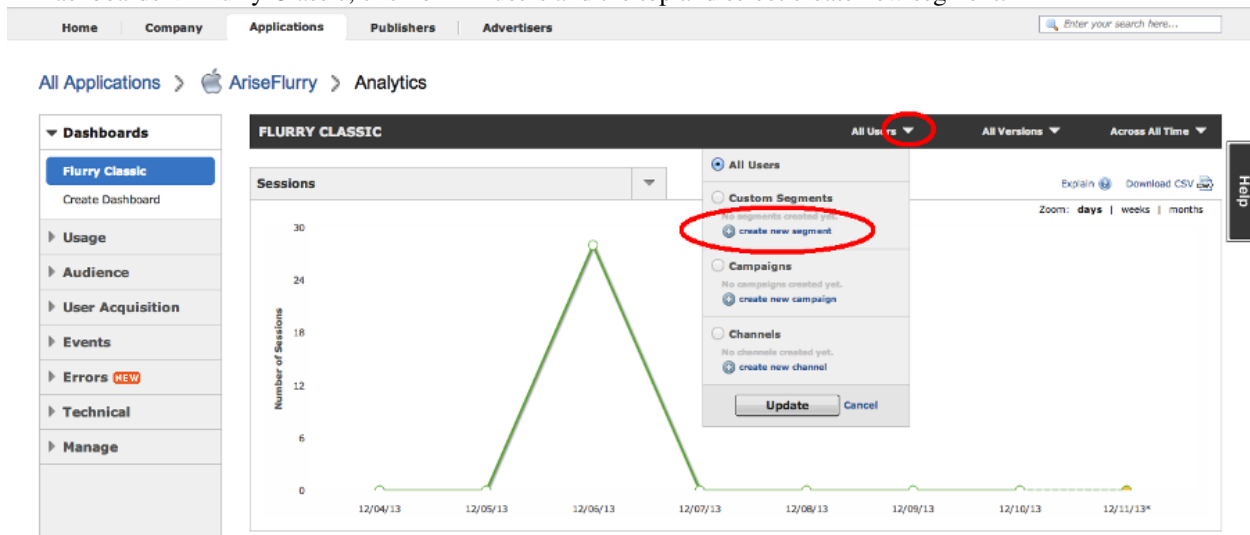 Home Company Applications Publishers Advertisers Enter your search here...
All Applications > AriseFlurry > Analytics
Dashboards
Flurry Classic
Create Dashboard
Usage
Audience
User Acquisition
Events
Errors NEW
Technical
Manage
FLURRY CLASSIC All Users All Versions Across All Time
Sessions
Explain Download CSV
Zoom: days | weeks | months
All Users
Custom Segments
No segments created yet.
create new segment
Campaigns
No campaigns created yet.
create new campaign
Channels
No channels created yet.
create new channel
Update Cancel
Number of Sessions
30
24
18
12
6
0
12/04/13 12/05/13 12/06/13 12/07/13 12/08/13 12/09/13 12/10/13 12/11/13*
Help